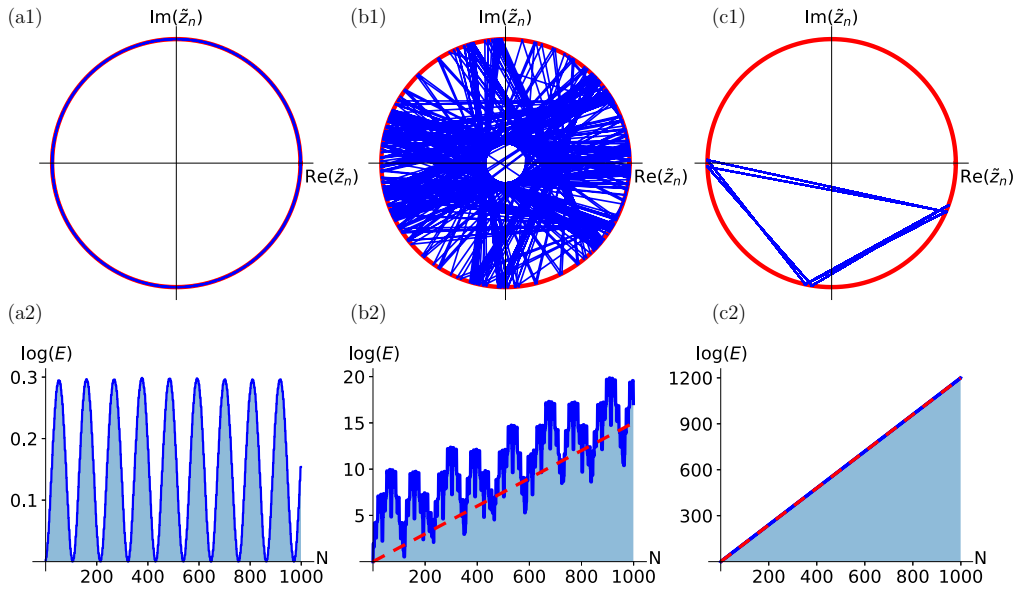 (a1) Im(z̃ₙ) (b1) Im(z̃ₙ) (c1) Im(z̃ₙ)
Re(z̃ₙ) Re(z̃ₙ) Re(z̃ₙ)
(a2) (b2) (c2)
log(E) log(E) log(E)
0.3
0.2
0.1
200 400 600 800 1000 N
20
15
10
5
200 400 600 800 1000 N
1200
900
600
300
200 400 600 800 1000 N